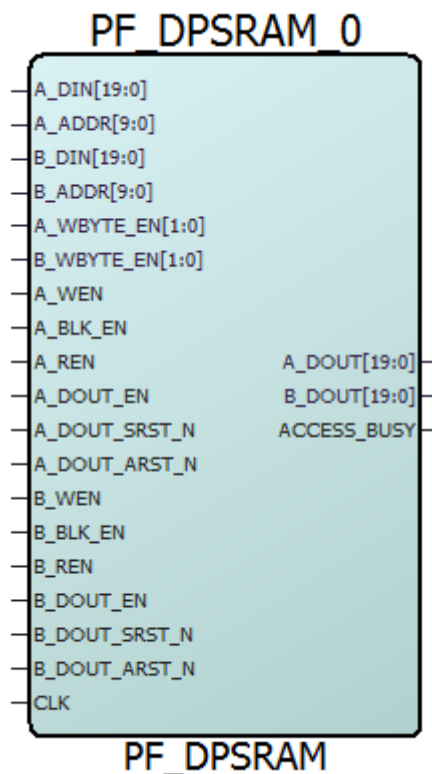 PF_DPSRAM_0
A_DIN[19:0]
A_ADDR[9:0]
B_DIN[19:0]
B_ADDR[9:0]
A_WBYTE_EN[1:0]
B_WBYTE_EN[1:0]
A_WEN
A_BLK_EN
A_REN A_DOUT[19:0]
A_DOUT_EN B_DOUT[19:0]
A_DOUT_SRST_N ACCESS_BUSY
A_DOUT_ARST_N
B_WEN
B_BLK_EN
B_REN
B_DOUT_EN
B_DOUT_SRST_N
B_DOUT_ARST_N
CLK
PF_DPSRAM